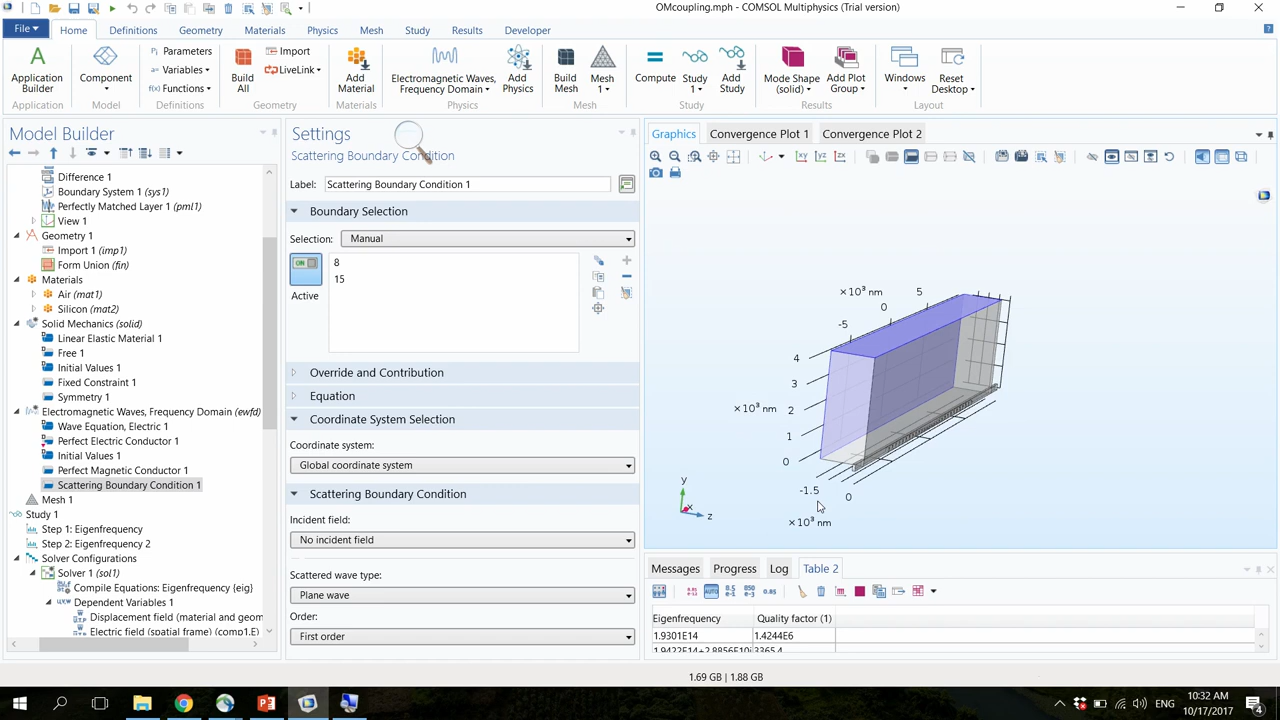 OMcoupling.mph - COMSOL Multiphysics (Trial version)
File Home Definitions Geometry Materials Physics Mesh Study Results Developer
Application Builder
Application
Component
Model
Parameters
Variables
Functions
Definitions
Build All
Import
LiveLink
Geometry
Add Material
Materials
Electromagnetic Waves, Frequency Domain
Add Physics
Physics
Build Mesh
Mesh 1
Mesh
Compute
Study 1
Add Study
Study
Mode Shape (solid)
Add Plot Group
Results
Windows
Reset Desktop
Layout
Model Builder
Difference 1
Boundary System 1 (sys1)
Perfectly Matched Layer 1 (pml1)
View 1
Geometry 1
Import 1 (imp1)
Form Union (fin)
Materials
Air (mat1)
Silicon (mat2)
Solid Mechanics (solid)
Linear Elastic Material 1
Free 1
Initial Values 1
Fixed Constraint 1
Symmetry 1
Electromagnetic Waves, Frequency Domain (ewfd)
Wave Equation, Electric 1
Perfect Electric Conductor 1
Initial Values 1
Perfect Magnetic Conductor 1
Scattering Boundary Condition 1
Mesh 1
Study 1
Step 1: Eigenfrequency
Step 2: Eigenfrequency 2
Solver Configurations
Solver 1 (sol1)
Compile Equations: Eigenfrequency {eig}
Dependent Variables 1
Displacement field (material and geom
Electric field (spatial frame) (comp1.E)
Settings
Scattering Boundary Condition
Label: Scattering Boundary Condition 1
Boundary Selection
Selection: Manual
ON
Active
8
15
Override and Contribution
Equation
Coordinate System Selection
Coordinate system:
Global coordinate system
Scattering Boundary Condition
Incident field:
No incident field
Scattered wave type:
Plane wave
Order:
First order
Graphics Convergence Plot 1 Convergence Plot 2
×10³ nm
5
0
-5
4
3
×10³ nm
2
1
0
-1.5
0
×10³ nm
y
x
z
Messages Progress Log Table 2
Eigenfrequency Quality factor (1)
1.9301E14 1.4244E6
1.9422E14+2.8856E10i 3365.4
1.69 GB | 1.88 GB
ENG
10:32 AM
10/17/2017
4